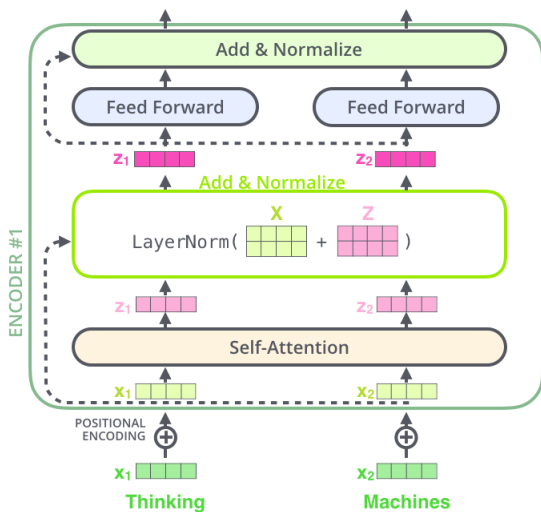 Add & Normalize
Feed Forward Feed Forward
z1 z2
Add & Normalize
X Z
LayerNorm( + )
ENCODER #1
z1 z2
Self-Attention
x1 x2
POSITIONAL
ENCODING
x1 x2
Thinking Machines